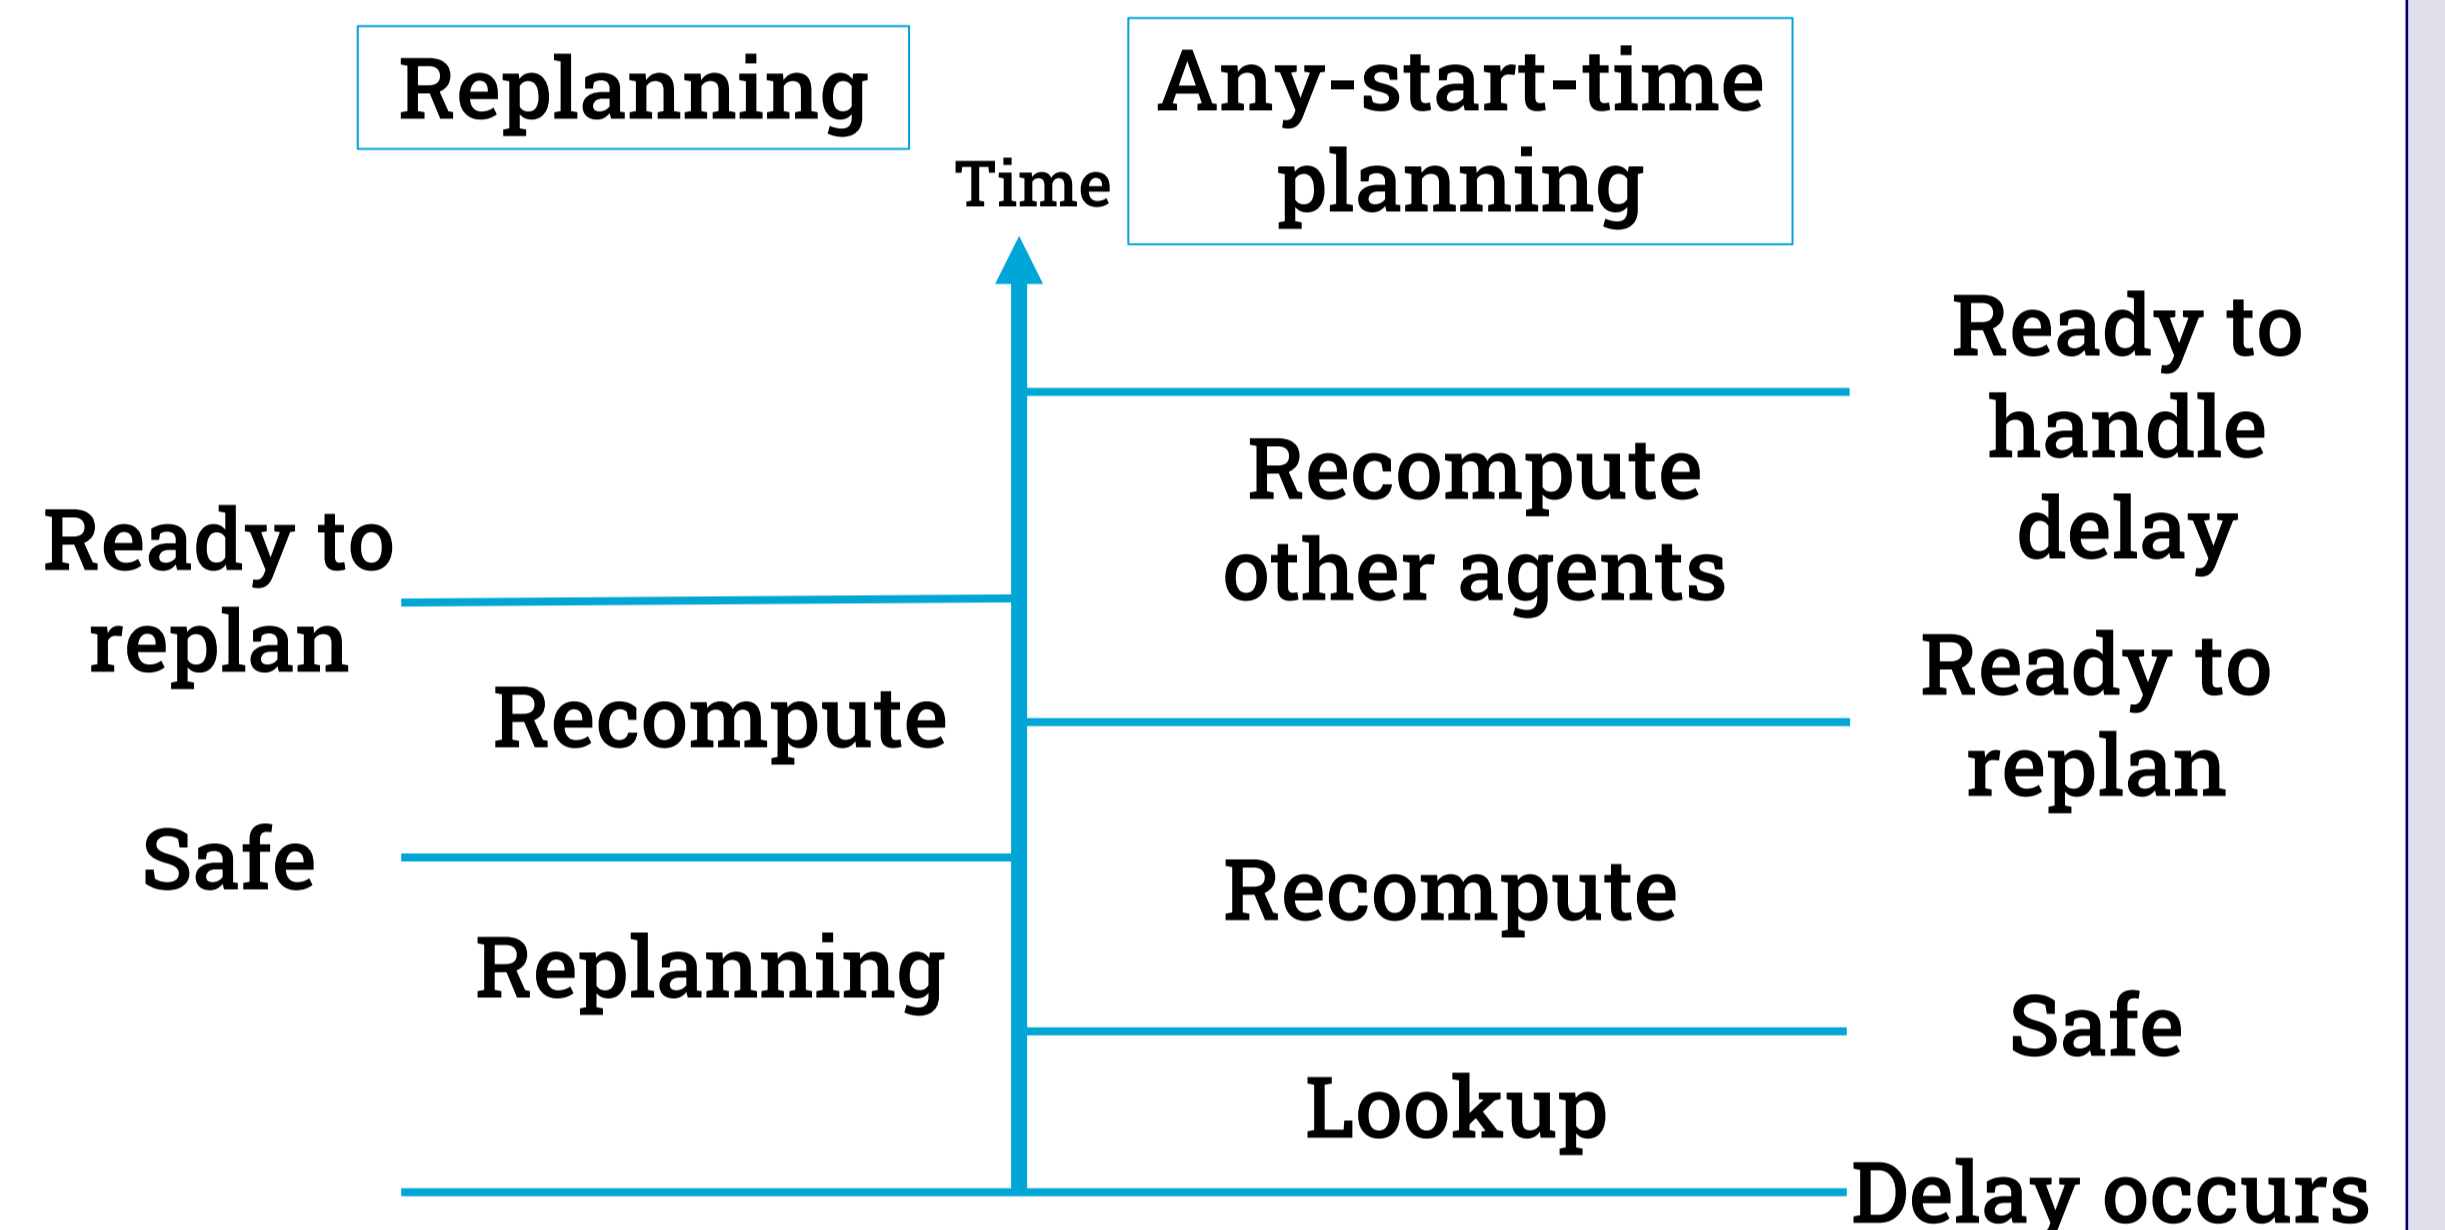 Replanning
Any-start-time
planning
Time
Ready to
handle
delay
Recompute
other agents
Ready to
replan
Ready to
replan
Recompute
Safe
Recompute
Replanning
Safe
Lookup
Delay occurs